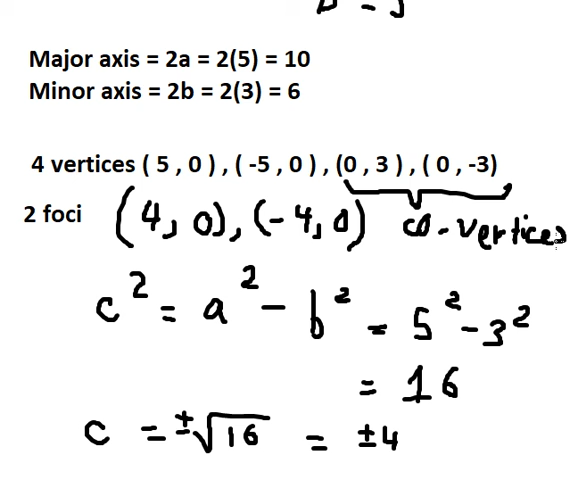 Major axis = 2a = 2(5) = 10
Minor axis = 2b = 2(3) = 6
4 vertices ( 5 , 0 ) , ( -5 , 0 ) , (0 , 3 ) , ( 0 , -3)
2 foci (4, 0), (-4, 0) co-vertices
c² = a² - b² = 5² - 3²
= 16
c = ±√16 = ±4